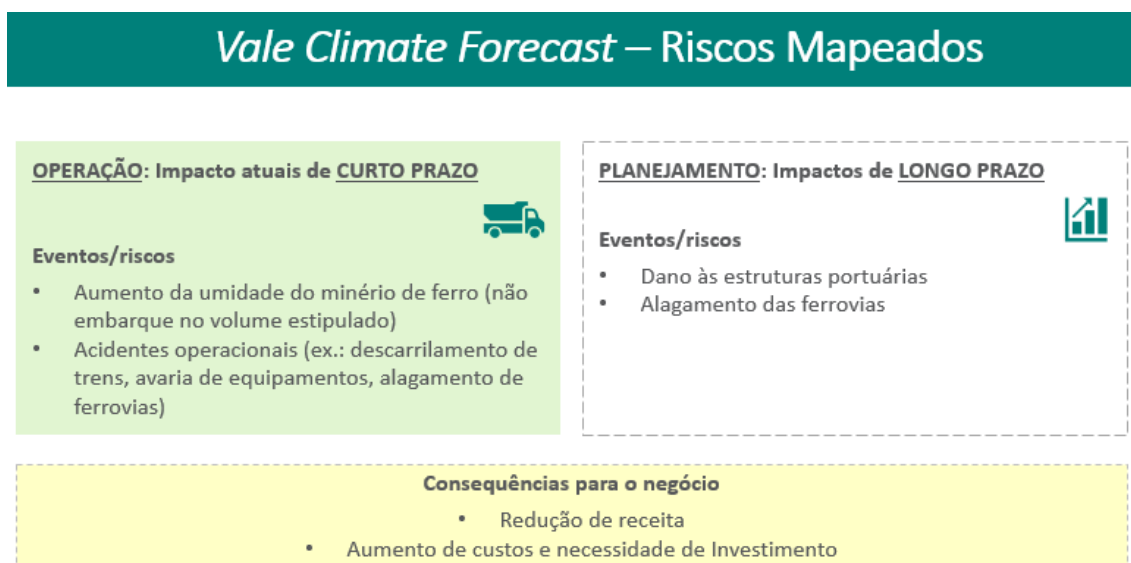 Vale Climate Forecast – Riscos Mapeados
OPERAÇÃO: Impacto atuais de CURTO PRAZO
Eventos/riscos
• Aumento da umidade do minério de ferro (não
embarque no volume estipulado)
• Acidentes operacionais (ex.: descarrilamento de
trens, avaria de equipamentos, alagamento de
ferrovias)
PLANEJAMENTO: Impactos de LONGO PRAZO
Eventos/riscos
• Dano às estruturas portuárias
• Alagamento das ferrovias
Consequências para o negócio
• Redução de receita
• Aumento de custos e necessidade de Investimento